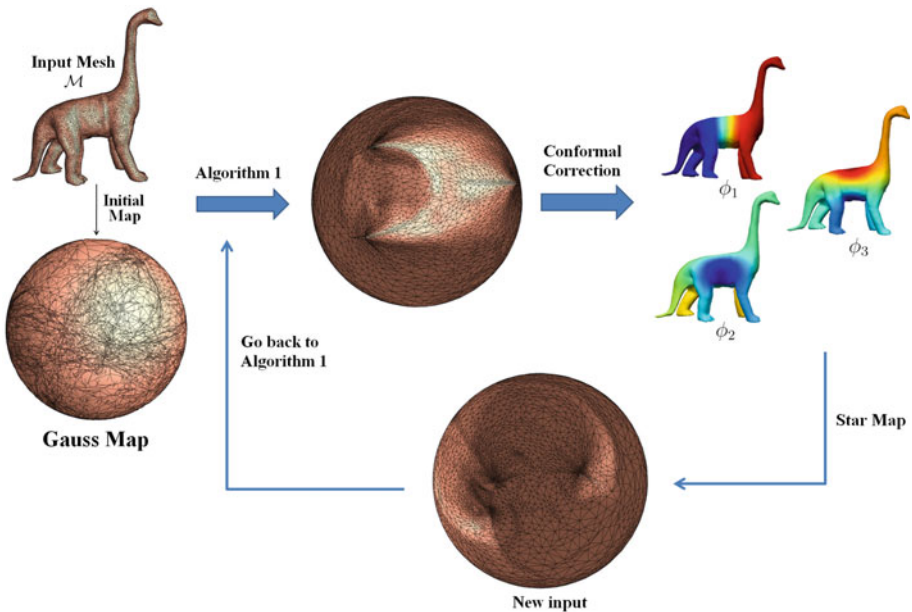 Input Mesh
ℳ
Initial
Map
Gauss Map
Algorithm 1
Conformal
Correction
ϕ₁
ϕ₃
ϕ₂
Go back to
Algorithm 1
Star Map
New input